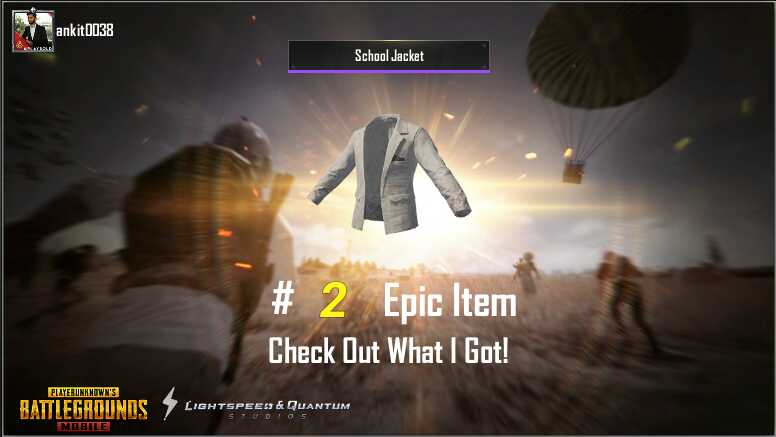 ankit0038
School Jacket
# 2 Epic Item
Check Out What I Got!
PLAYERUNKNOWN'S
BATTLEGROUNDS
MOBILE
LIGHTSPEED & QUANTUM
STUDIOS